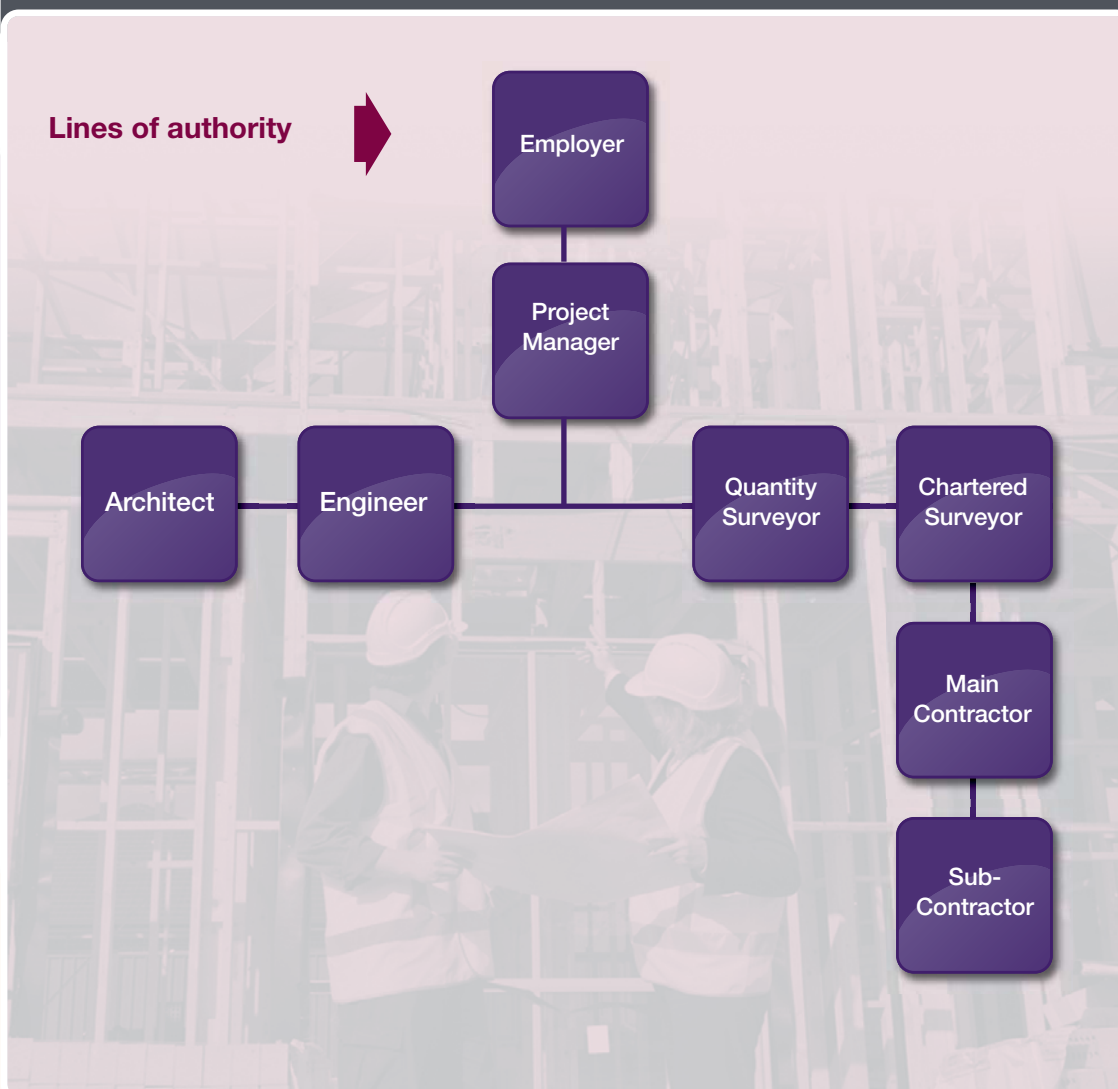 Lines of authority
Employer
Project
Manager
Architect
Engineer
Quantity
Surveyor
Chartered
Surveyor
Main
Contractor
Sub-
Contractor